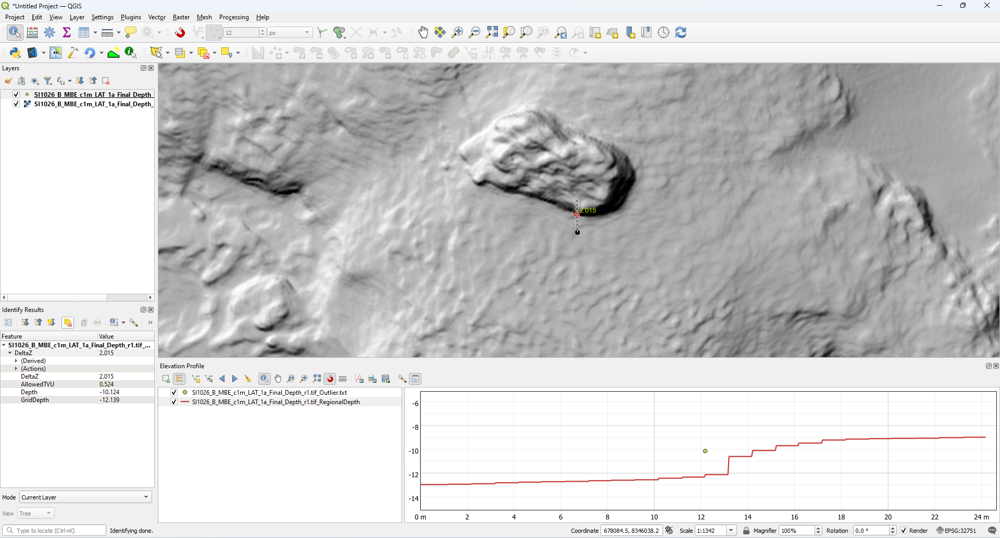 *Untitled Project — QGIS
Project Edit View Layer Settings Plugins Vector Raster Mesh Processing Help
12 px
Layers
SI1026_B_MBE_c1m_LAT_1a_Final_Depth
SI1026_B_MBE_c1m_LAT_1a_Final_Depth_
2.015
Identify Results
Feature Value
SI1026_B_MBE_c1m_LAT_1a_Final_Depth_r1.tif_...
DeltaZ 2.015
(Derived)
(Actions)
DeltaZ 2.015
AllowedTVU 0.524
Depth -10.124
GridDepth -12.139
Mode Current Layer
View Tree
Elevation Profile
SI1026_B_MBE_c1m_LAT_1a_Final_Depth_r1.tif_Outlier.txt
SI1026_B_MBE_c1m_LAT_1a_Final_Depth_r1.tif_RegionalDepth
-6
-8
-10
-12
-14
0 m 2 4 6 8 10 12 14 16 18 20 22 24 m
Type to locate (Ctrl+K) Identifying done. Coordinate 678084.5, 8346038.2 Scale 1:1342 Magnifier 100% Rotation 0.0 ° Render EPSG:32751